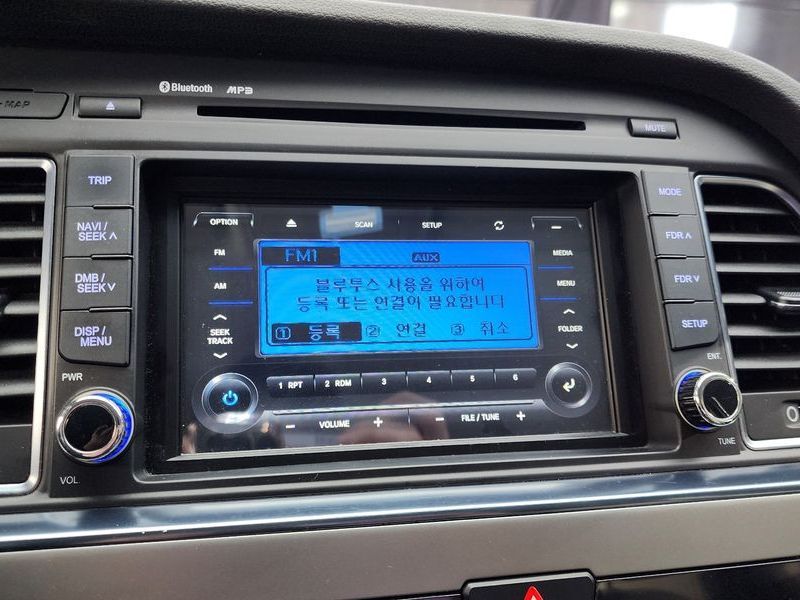 Bluetooth MP3
MAP
MUTE
TRIP
NAVI /
SEEK ∧
DMB /
SEEK ∨
DISP /
MENU
PWR
VOL
OPTION
SCAN
SETUP
FM
AM
SEEK
TRACK
FM1 AUX
블루투스 사용을 위하여
등록 또는 연결이 필요합니다
1 등록 2 연결 3 취소
MEDIA
MENU
FOLDER
1 RPT 2 RDM 3 4 5 6
− VOLUME + − FILE / TUNE +
MODE
FDR ∧
FDR ∨
SETUP
ENT.
TUNE